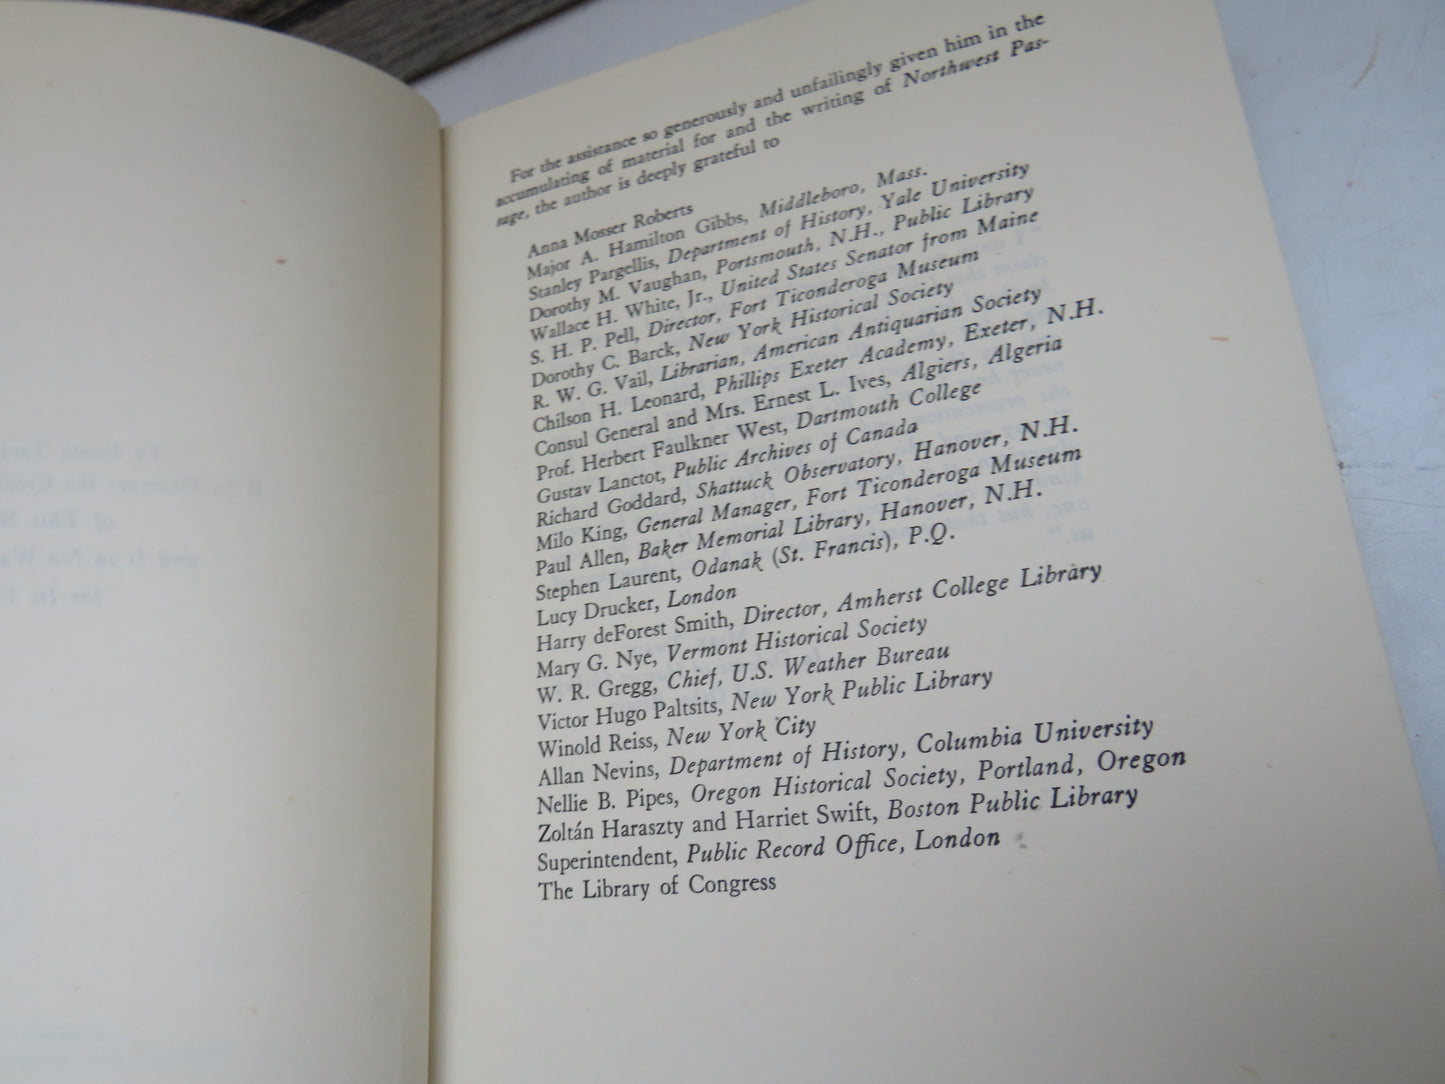 For the assistance so generously and unfailingly given him in the
accumulating of material for and the writing of Northwest Pas-
sage, the author is deeply grateful to
Anna Mosser Roberts
Major A. Hamilton Gibbs, Middleboro, Mass.
Stanley Pargellis, Department of History, Yale University
Dorothy M. Vaughan, Portsmouth, N.H., Public Library
Wallace H. White, Jr., United States Senator from Maine
S. H. P. Pell, Director, Fort Ticonderoga Museum
Dorothy C. Barck, New York Historical Society
R. W. G. Vail, Librarian, American Antiquarian Society
Chilson H. Leonard, Phillips Exeter Academy, Exeter, N.H.
Consul General and Mrs. Ernest L. Ives, Algiers, Algeria
Prof. Herbert Faulkner West, Dartmouth College
Gustav Lanctot, Public Archives of Canada
Richard Goddard, Shattuck Observatory, Hanover, N.H.
Milo King, General Manager, Fort Ticonderoga Museum
Paul Allen, Baker Memorial Library, Hanover, N.H.
Stephen Laurent, Odanak (St. Francis), P.Q.
Lucy Drucker, London
Harry deForest Smith, Director, Amherst College Library
Mary G. Nye, Vermont Historical Society
W. R. Gregg, Chief, U.S. Weather Bureau
Victor Hugo Paltsits, New York Public Library
Winold Reiss, New York City
Allan Nevins, Department of History, Columbia University
Nellie B. Pipes, Oregon Historical Society, Portland, Oregon
Zoltán Haraszty and Harriet Swift, Boston Public Library
Superintendent, Public Record Office, London
The Library of Congress